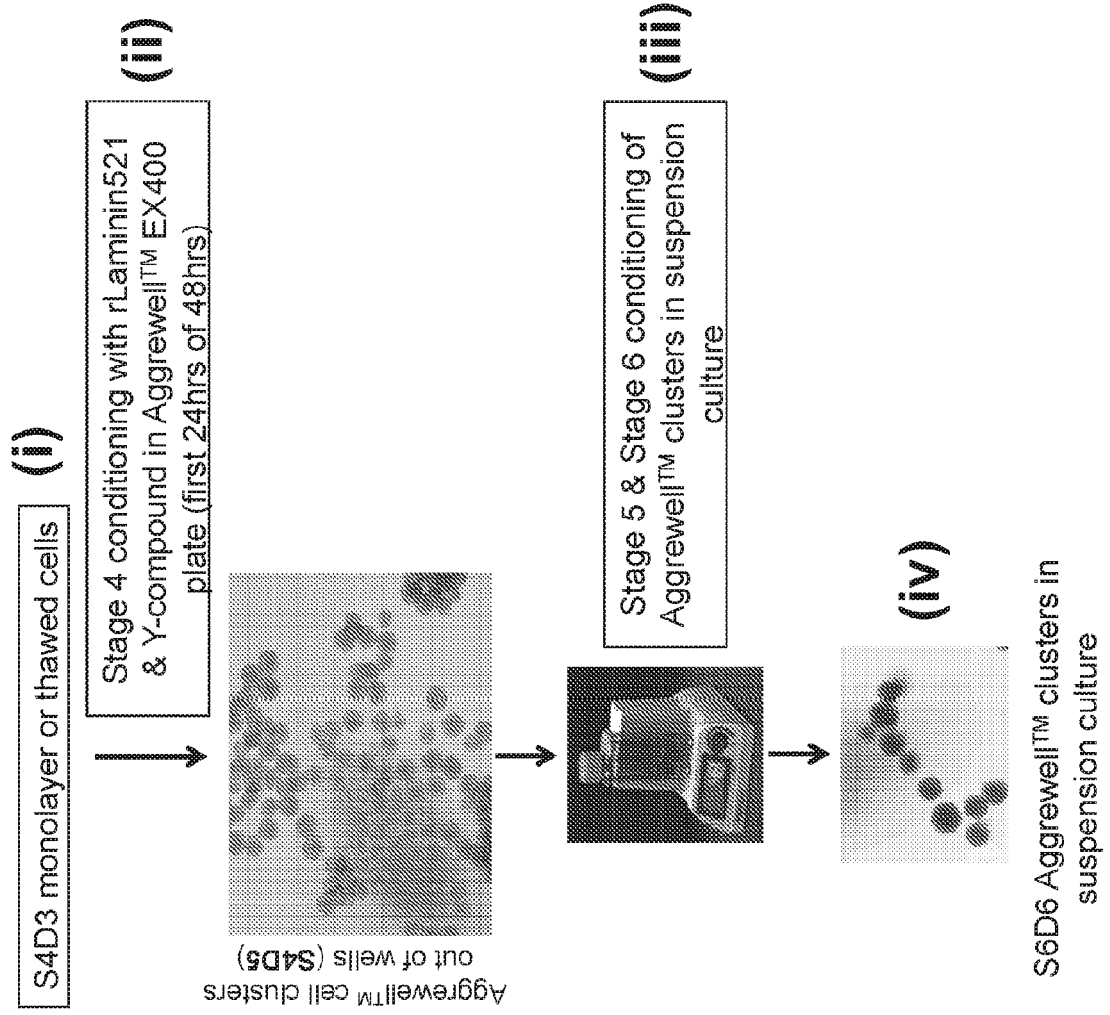 S4D3 monolayer or thawed cells
(i)
Stage 4 conditioning with rLaminin521
& Y-compound in Aggrewell™ EX400
plate (first 24hrs of 48hrs)
(ii)
Aggrewell™ cell clusters
out of wells (S4D5)
Stage 5 & Stage 6 conditioning of
Aggrewell™ clusters in suspension
culture
(iii)
(iv)
S6D6 Aggrewell™ clusters in
suspension culture